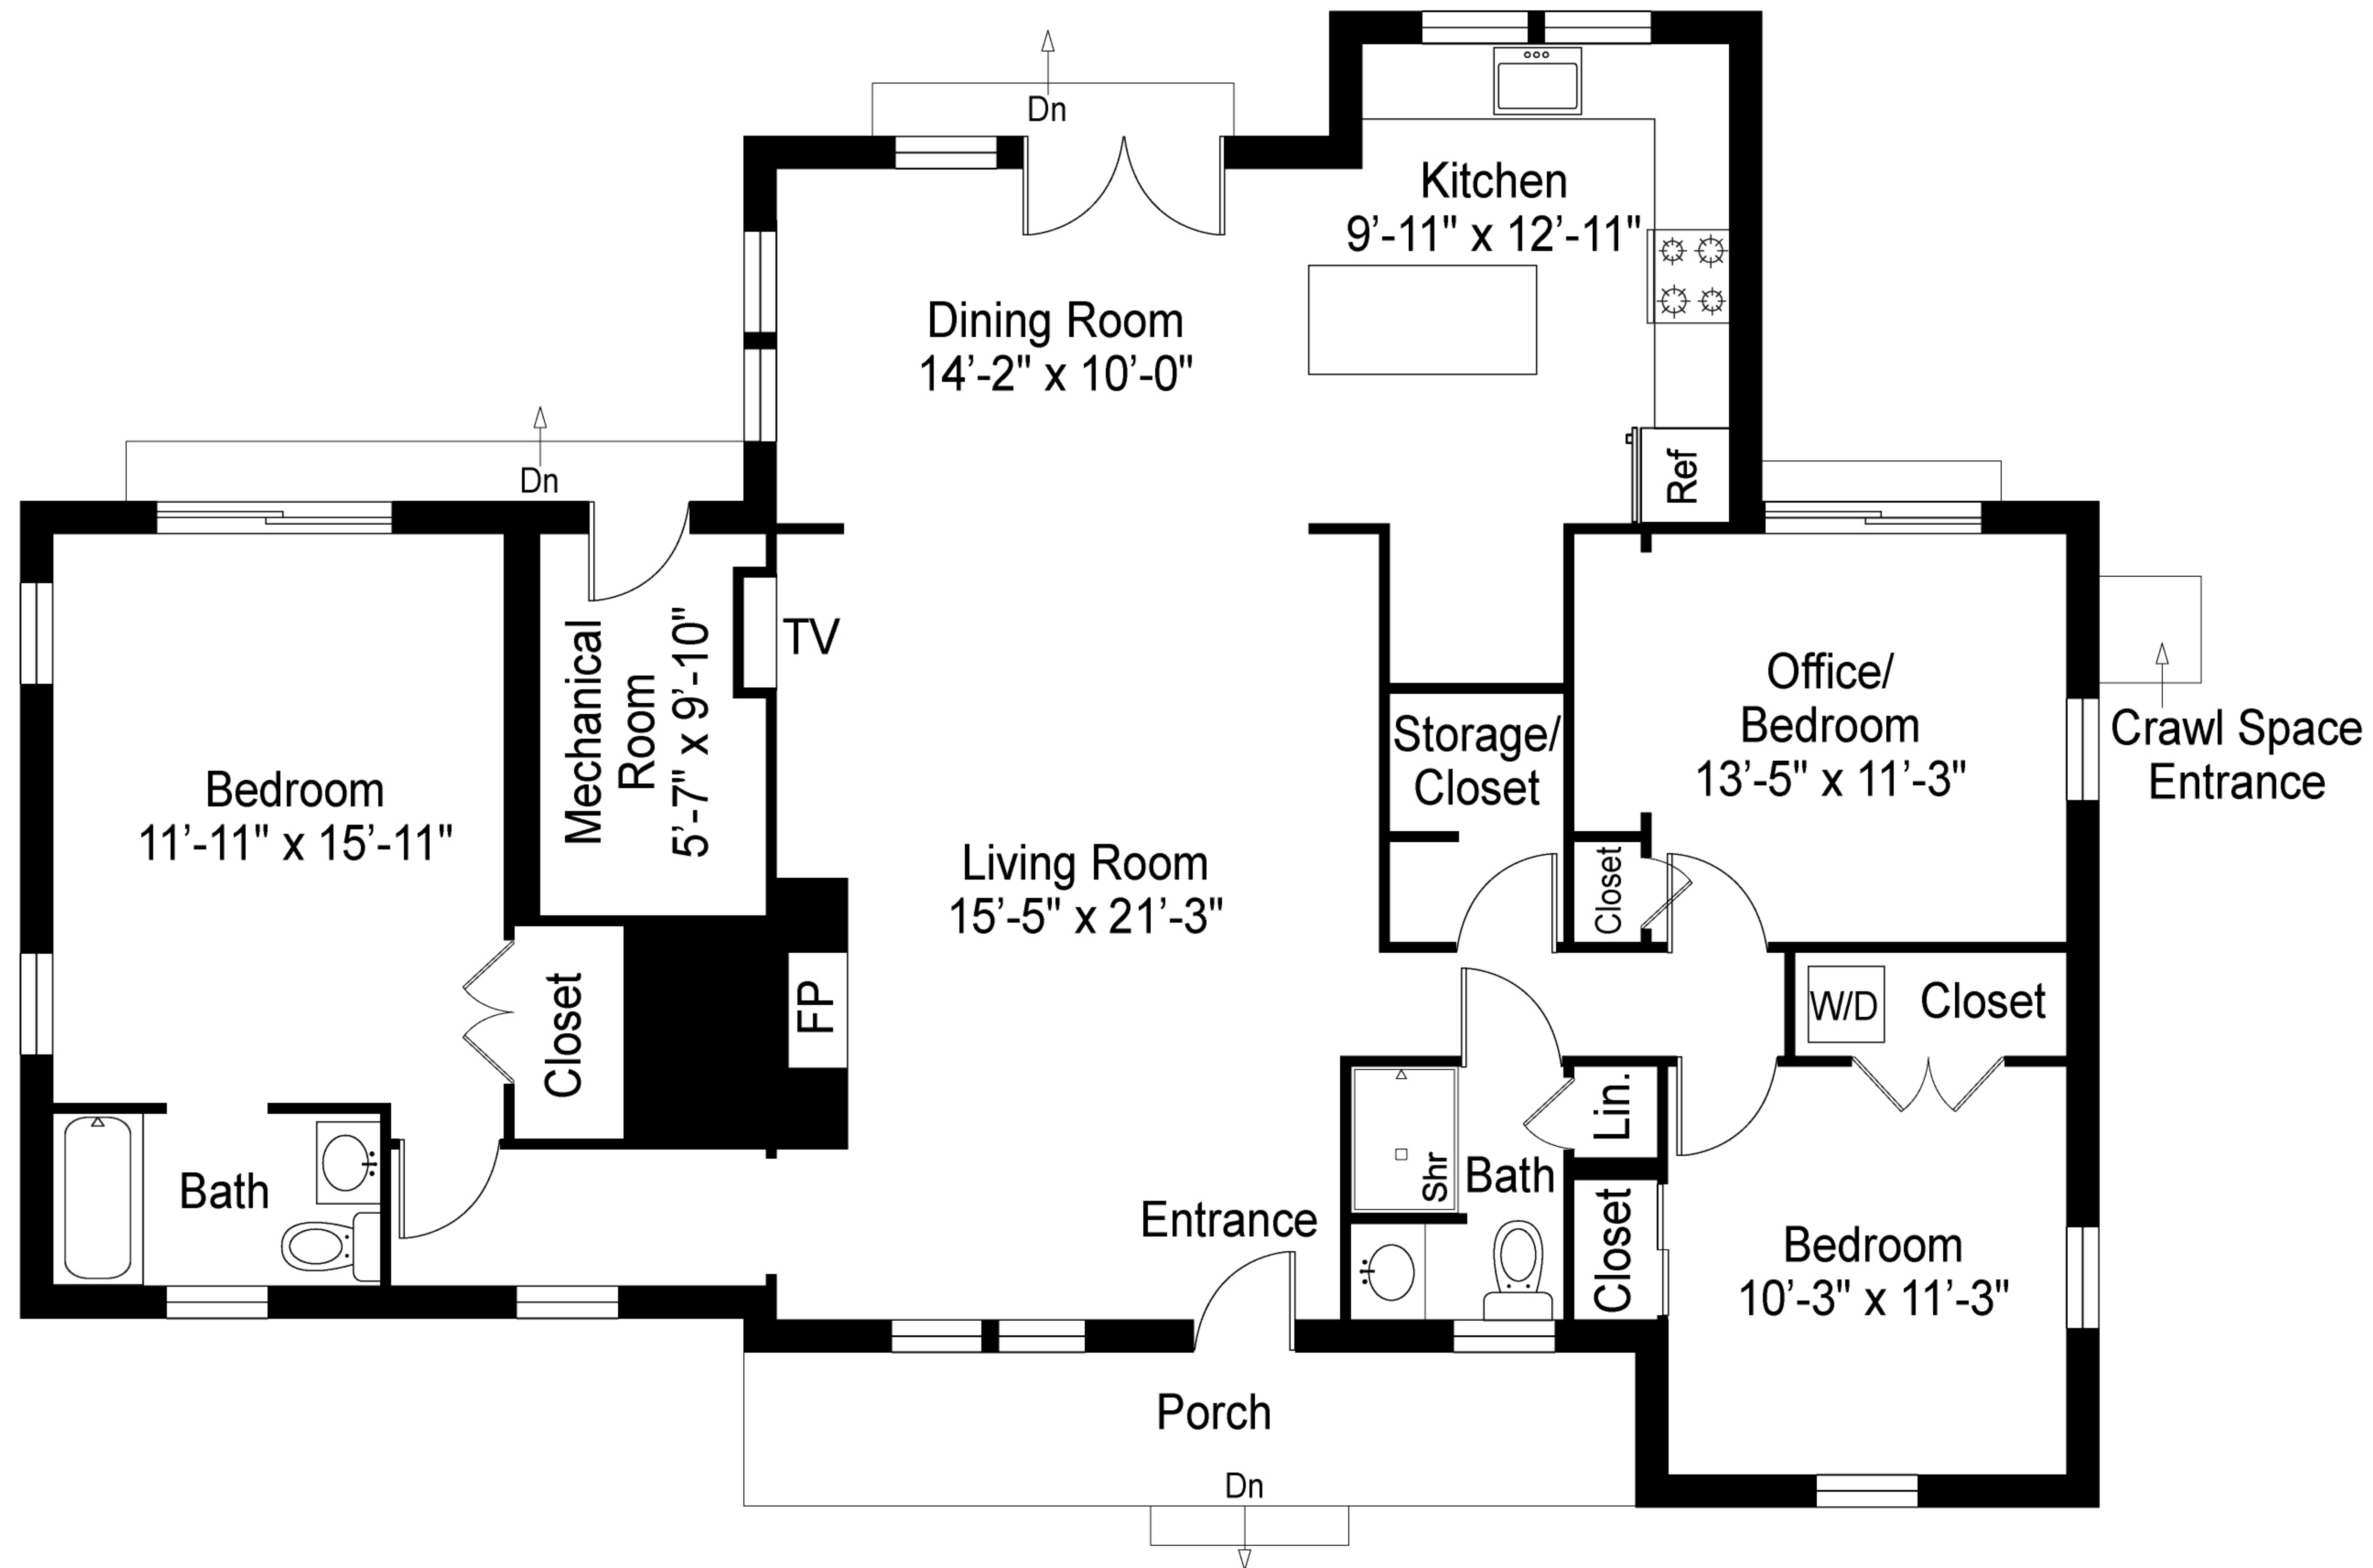 Dn
Kitchen
9’-11" x 12’-11"
Dining Room
14’-2" x 10’-0"
Dn
Ref
Mechanical
Room
5’-7" x 9’-10"
TV
Office/
Bedroom
13’-5" x 11’-3"
Crawl Space
Entrance
Storage/
Closet
Bedroom
11’-11" x 15’-11"
Living Room
15’-5" x 21’-3"
Closet
Closet
FP
W/D
Closet
Lin.
Bath
Shr
Bath
Entrance
Closet
Bedroom
10’-3" x 11’-3"
Porch
Dn